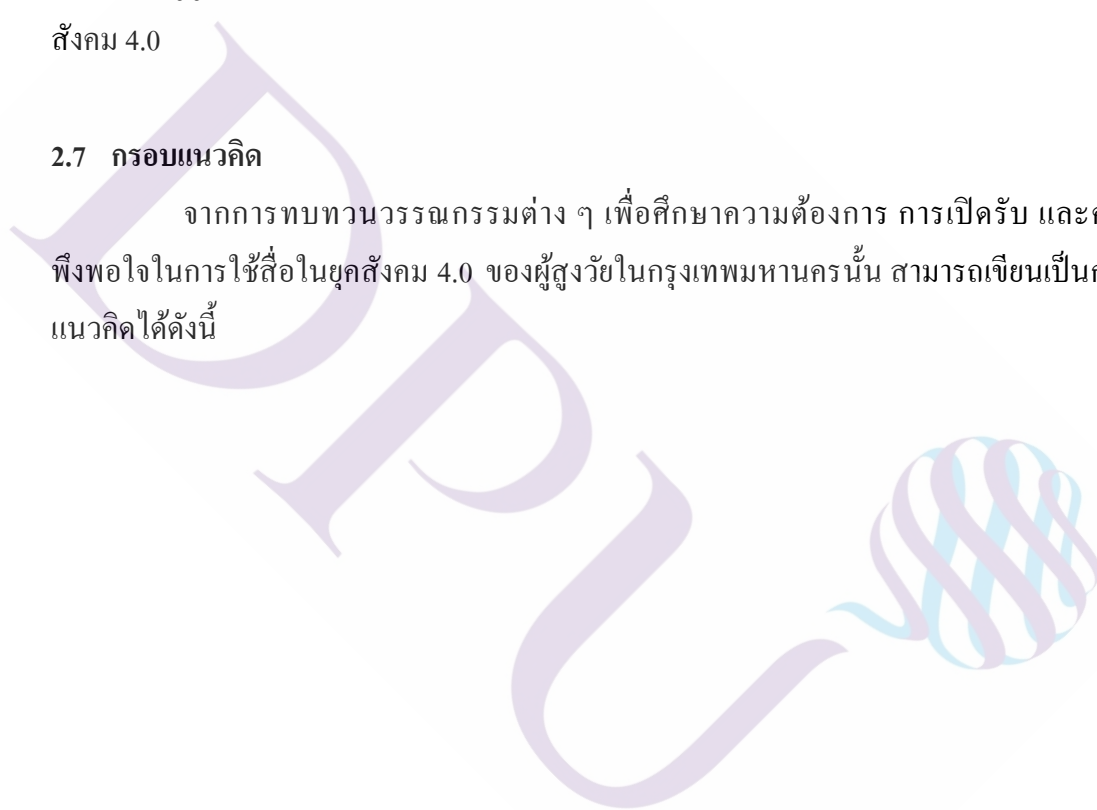 สังคม 4.0
2.7 กรอบแนวคิด
จากการทบทวนวรรณกรรมต่าง ๆ เพื่อศึกษาความต้องการ การเปิดรับ และ
พึงพอใจในการใช้สื่อในยุคสังคม 4.0 ของผู้สูงวัยในกรุงเทพมหานครนั้น สามารถเขียนเป็น
แนวคิดได้ดังนี้
DPU